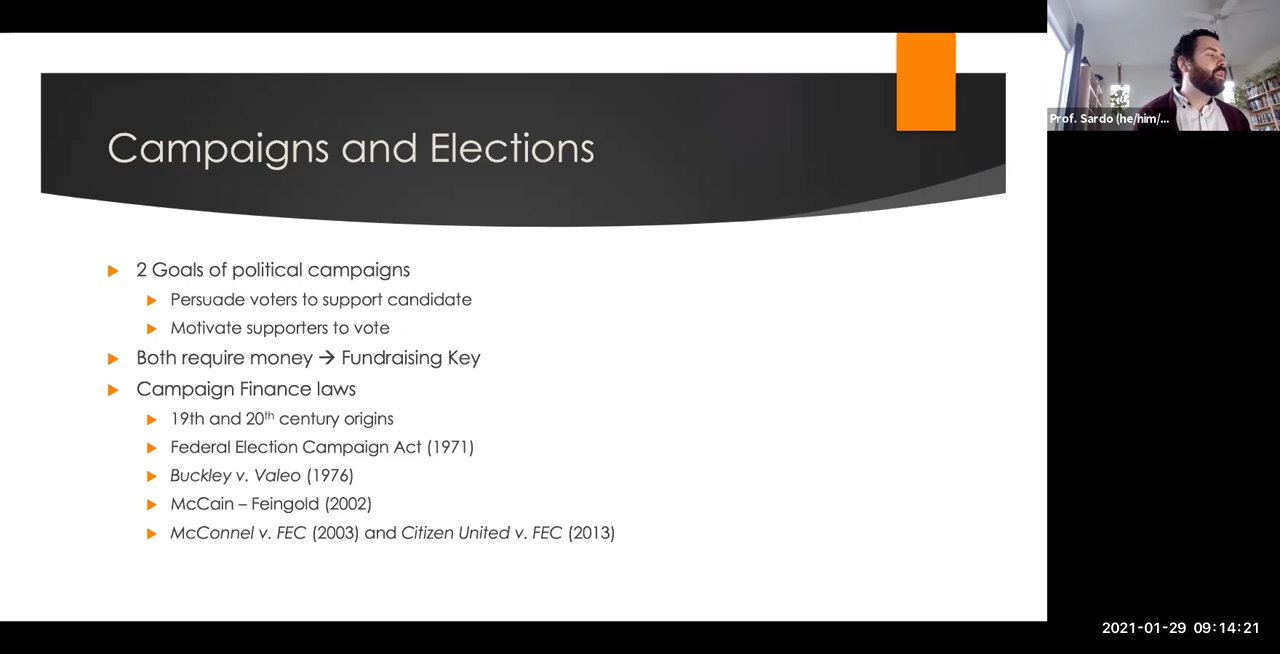 Campaigns and Elections
2 Goals of political campaigns
Persuade voters to support candidate
Motivate supporters to vote
Both require money → Fundraising Key
Campaign Finance laws
19th and 20th century origins
Federal Election Campaign Act (1971)
Buckley v. Valeo (1976)
McCain – Feingold (2002)
McConnel v. FEC (2003) and Citizen United v. FEC (2013)
Prof. Sardo (he/him/...
2021-01-29 09:14:21